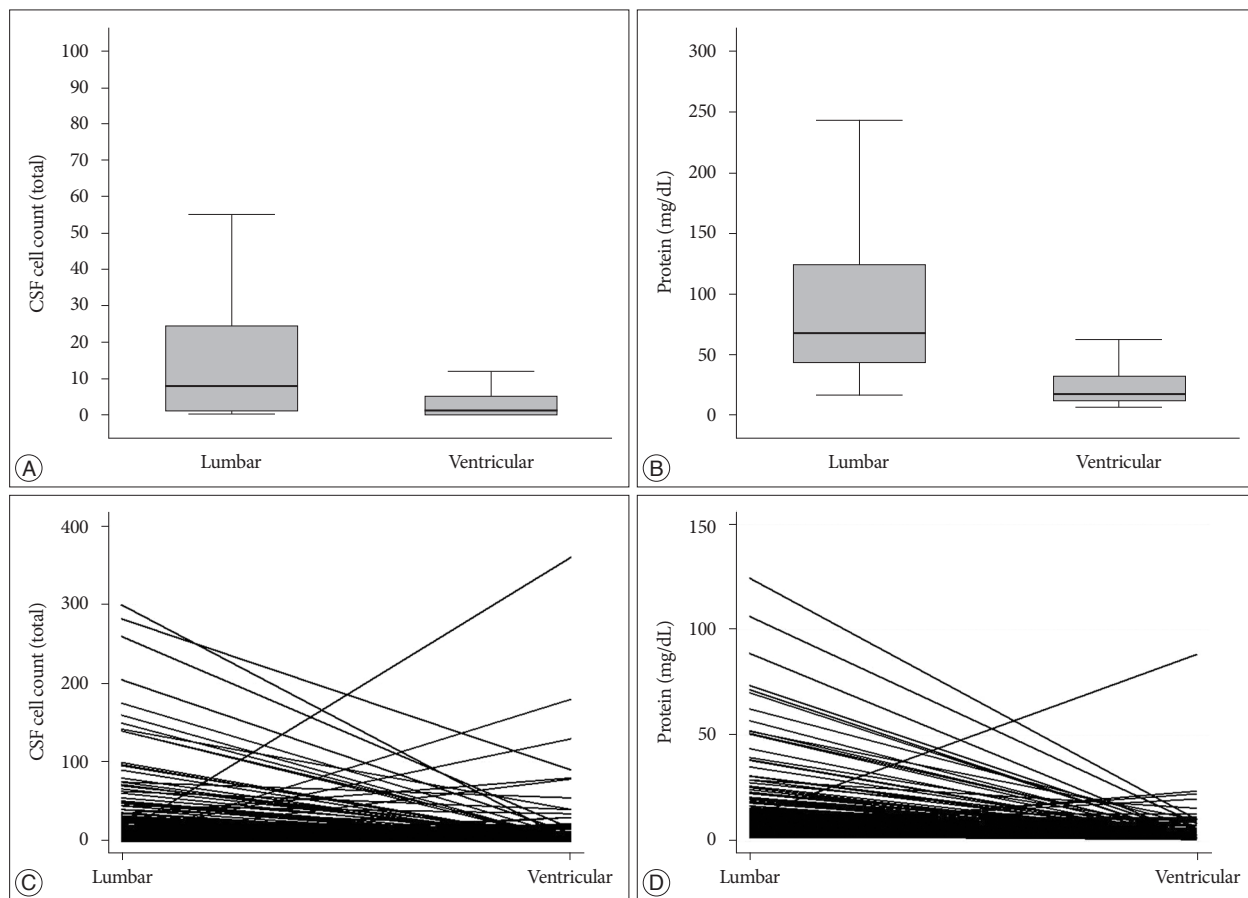 CSF cell count (total)
100
90
80
70
60
50
40
30
20
10
0
Lumbar
Ventricular
A
Protein (mg/dL)
300
250
200
150
100
50
0
Lumbar
Ventricular
B
CSF cell count (total)
400
300
200
100
0
Lumbar
Ventricular
C
Protein (mg/dL)
150
100
50
0
Lumbar
Ventricular
D